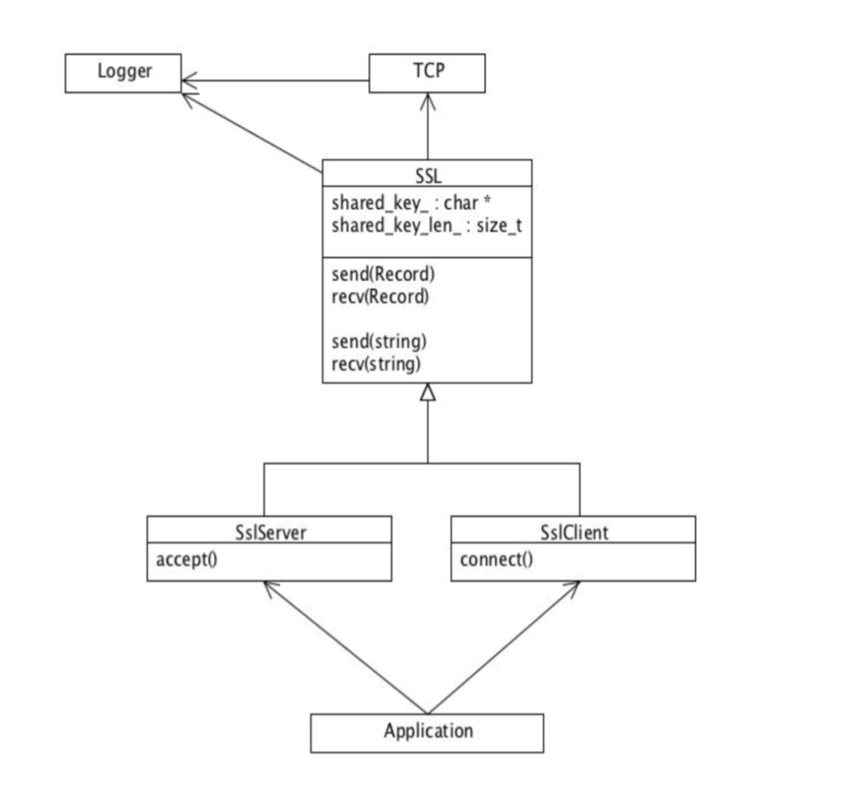 Logger
TCP
SSL
shared_key_ : char *
shared_key_len_ : size_t
send(Record)
recv(Record)
send(string)
recv(string)
SslServer
accept()
SslClient
connect()
Application